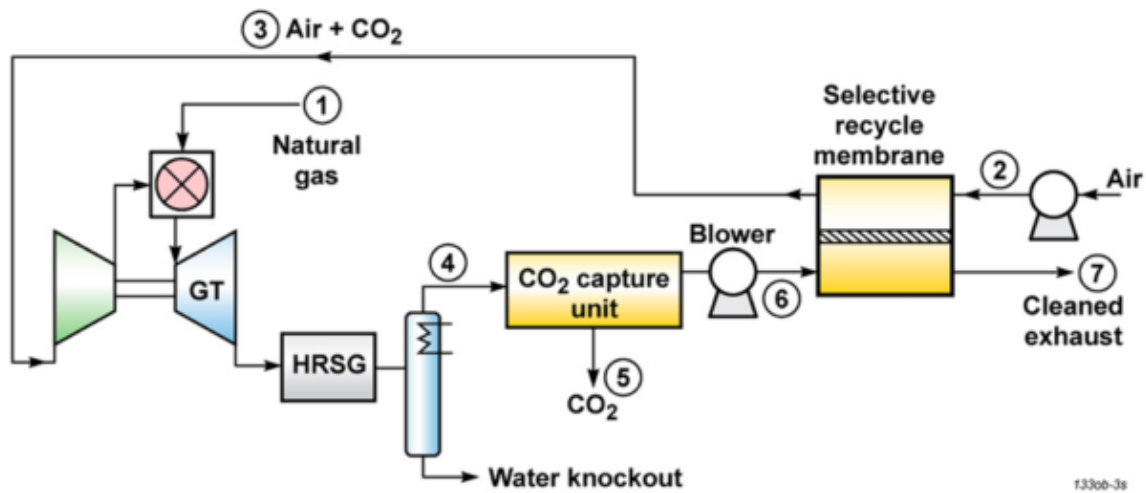 ③ Air + CO₂
① 
Natural
gas
Selective
recycle
membrane
② Air
GT
④
Blower
CO₂ capture
unit
⑥
⑦
Cleaned
exhaust
HRSG
⑤
CO₂
Water knockout
133ob-3s